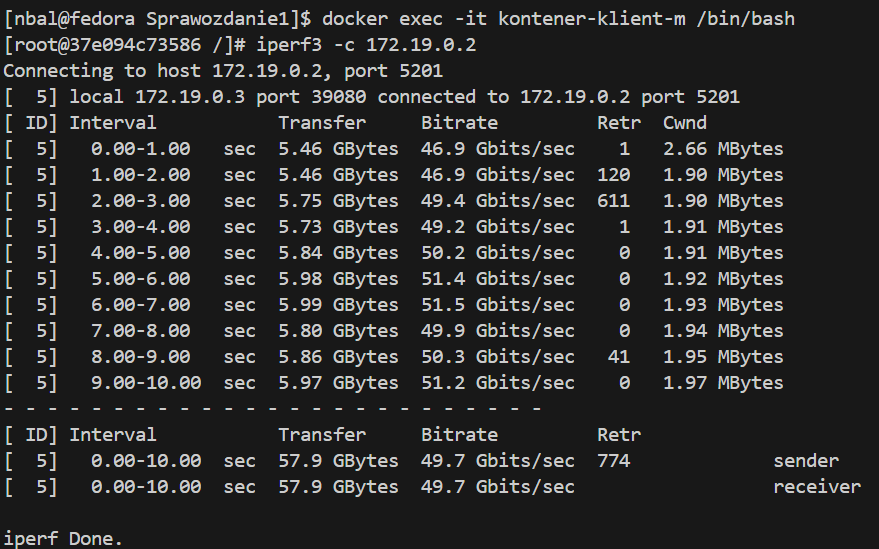 [nbal@fedora Sprawozdanie1]$ docker exec -it kontener-klient-m /bin/bash
[root@37e094c73586 /]# iperf3 -c 172.19.0.2
Connecting to host 172.19.0.2, port 5201
[  5] local 172.19.0.3 port 39080 connected to 172.19.0.2 port 5201
[ ID] Interval           Transfer     Bitrate         Retr  Cwnd
[  5]   0.00-1.00   sec  5.46 GBytes  46.9 Gbits/sec    1   2.66 MBytes
[  5]   1.00-2.00   sec  5.46 GBytes  46.9 Gbits/sec  120   1.90 MBytes
[  5]   2.00-3.00   sec  5.75 GBytes  49.4 Gbits/sec  611   1.90 MBytes
[  5]   3.00-4.00   sec  5.73 GBytes  49.2 Gbits/sec    1   1.91 MBytes
[  5]   4.00-5.00   sec  5.84 GBytes  50.2 Gbits/sec    0   1.91 MBytes
[  5]   5.00-6.00   sec  5.98 GBytes  51.4 Gbits/sec    0   1.92 MBytes
[  5]   6.00-7.00   sec  5.99 GBytes  51.5 Gbits/sec    0   1.93 MBytes
[  5]   7.00-8.00   sec  5.80 GBytes  49.9 Gbits/sec    0   1.94 MBytes
[  5]   8.00-9.00   sec  5.86 GBytes  50.3 Gbits/sec   41   1.95 MBytes
[  5]   9.00-10.00  sec  5.97 GBytes  51.2 Gbits/sec    0   1.97 MBytes
- - - - - - - - - - - - - - - - - - - - - - - - -
[ ID] Interval           Transfer     Bitrate         Retr
[  5]   0.00-10.00  sec  57.9 GBytes  49.7 Gbits/sec  774             sender
[  5]   0.00-10.00  sec  57.9 GBytes  49.7 Gbits/sec                  receiver
iperf Done.